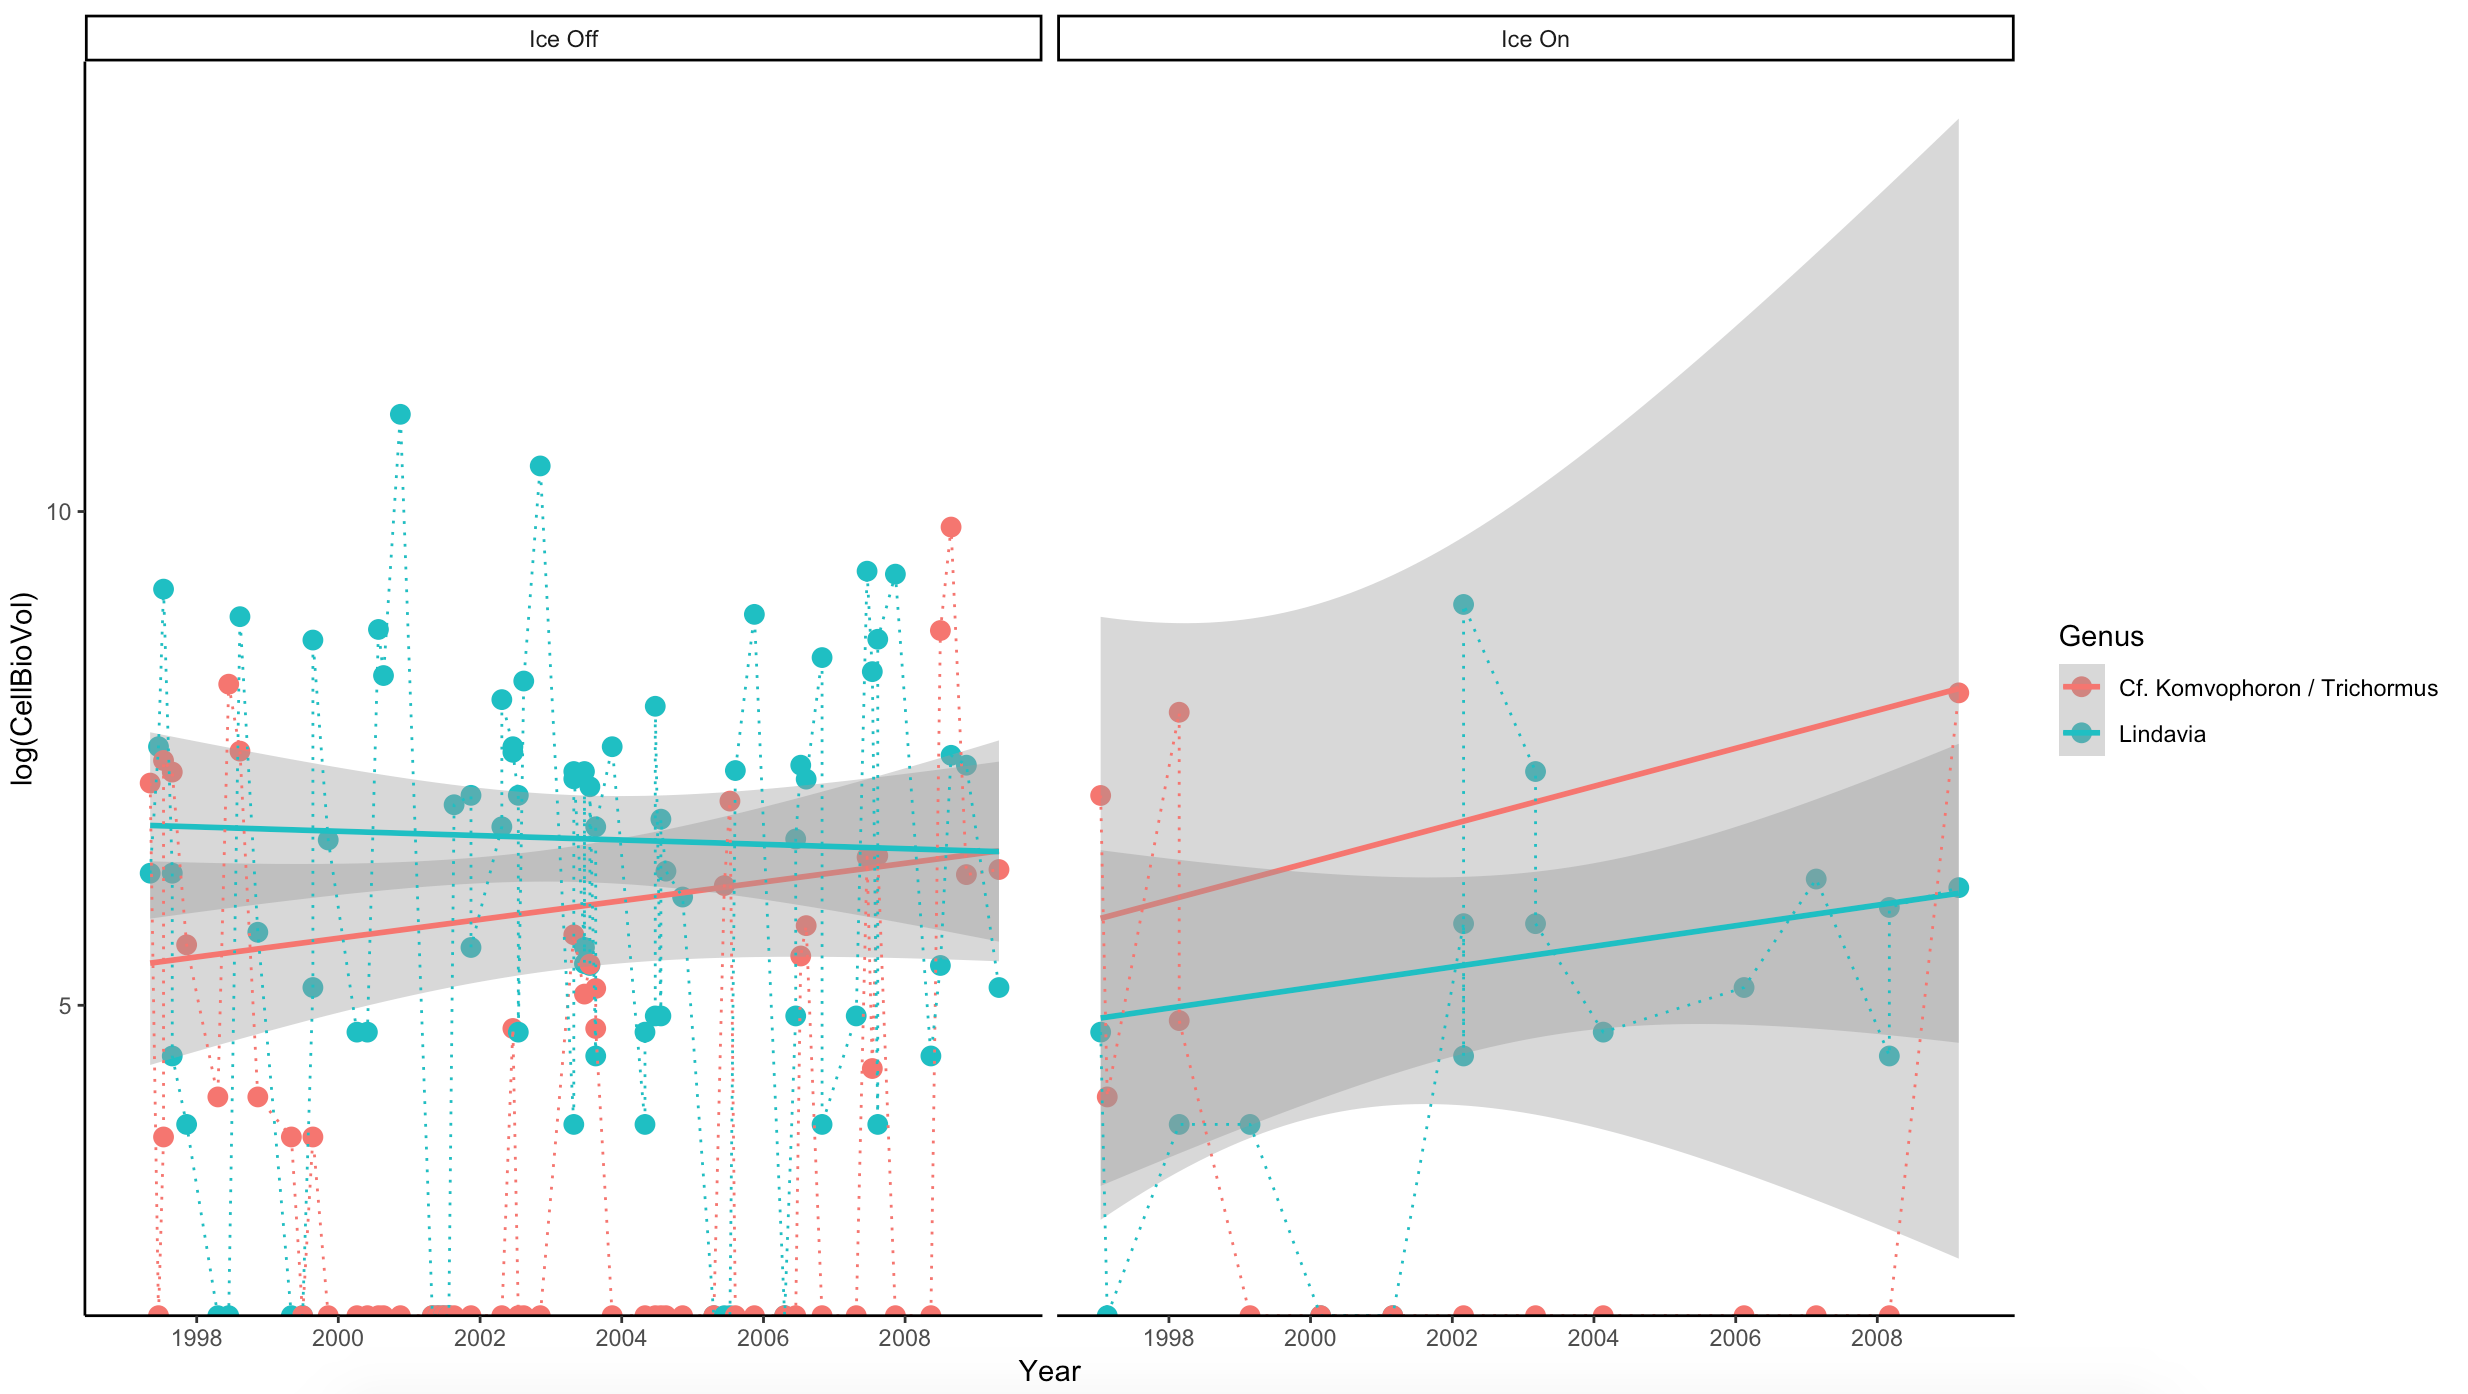 Ice Off
Ice On
10
5
log(CellBioVol)
1998 2000 2002 2004 2006 2008
1998 2000 2002 2004 2006 2008
Year
Genus
Cf. Komvophoron / Trichormus
Lindavia